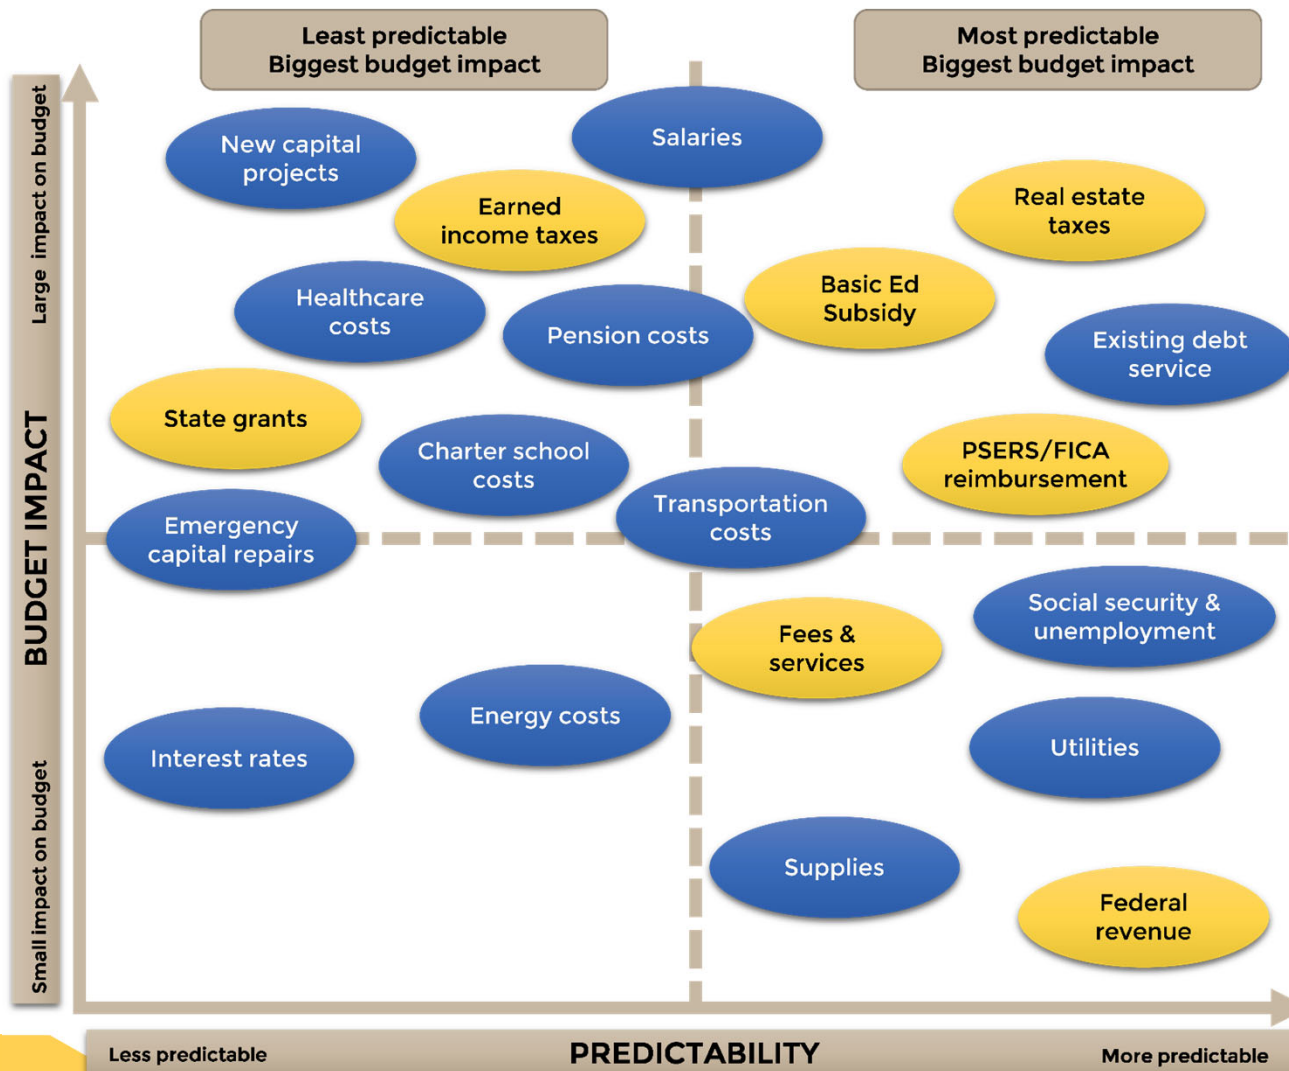 Least predictable
Biggest budget impact
Most predictable
Biggest budget impact
Large impact on budget
BUDGET IMPACT
Small impact on budget
New capital
projects
Salaries
Earned
income taxes
Real estate
taxes
Healthcare
costs
Pension costs
Basic Ed
Subsidy
Existing debt
service
State grants
Charter school
costs
PSERS/FICA
reimbursement
Emergency
capital repairs
Transportation
costs
Social security &
unemployment
Fees &
services
Energy costs
Interest rates
Utilities
Supplies
Federal
revenue
Less predictable
PREDICTABILITY
More predictable